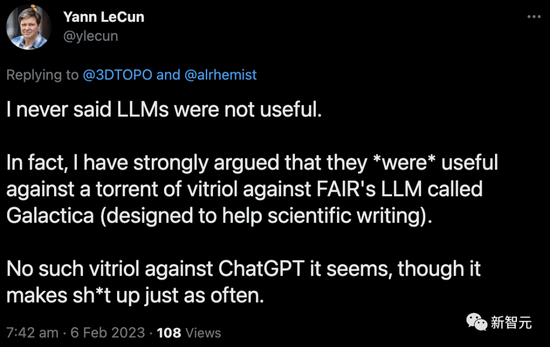 Yann LeCun
@ylecun
Replying to @3DTOPO and @alrhemist
I never said LLMs were not useful.
In fact, I have strongly argued that they *were* useful
against a torrent of vitriol against FAIR's LLM called
Galactica (designed to help scientific writing).
No such vitriol against ChatGPT it seems, though it
makes sh*t up just as often.
7:42 am · 6 Feb 2023 · 108 Views
新智元